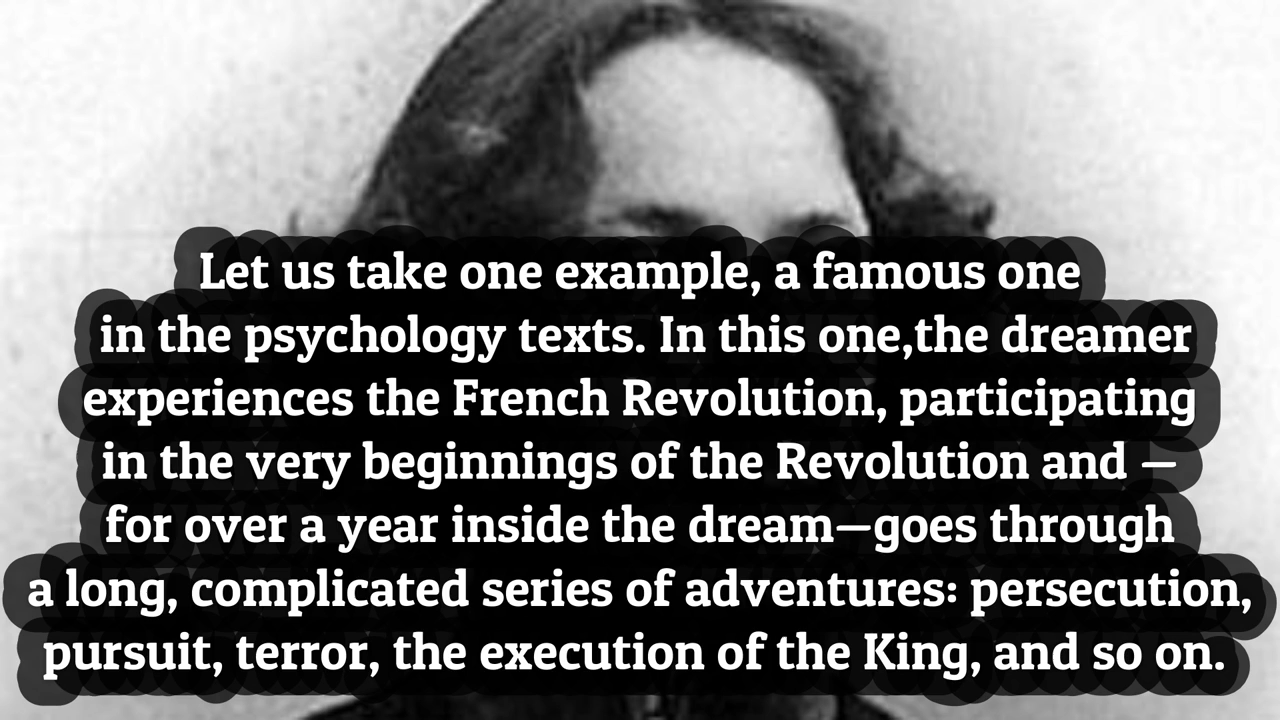 Let us take one example, a famous one
in the psychology texts. In this one,the dreamer
experiences the French Revolution, participating
in the very beginnings of the Revolution and —
for over a year inside the dream—goes through
a long, complicated series of adventures: persecution,
pursuit, terror, the execution of the King, and so on.